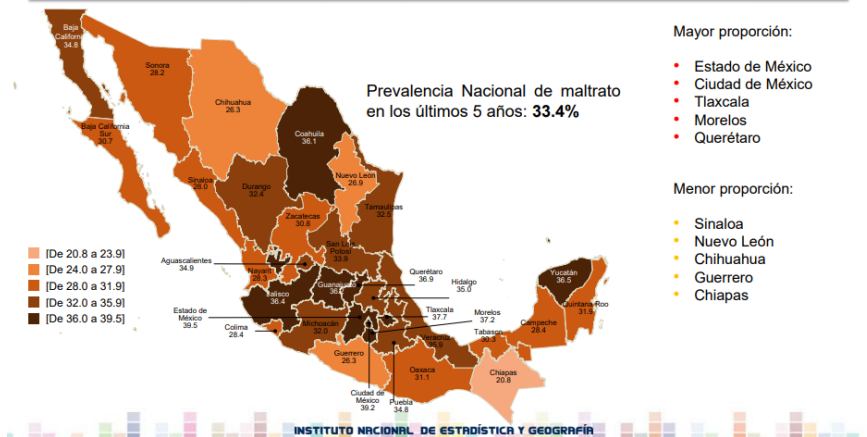 Baja
California
34.8
Sonora
28.2
Chihuahua
26.3
Coahuila
36.1
Baja California
Sur
30.7
Sinaloa
28.0
Durango
32.4
Nuevo León
26.9
Tamaulipas
32.5
Zacatecas
30.8
San Luis
Potosí
33.9
Aguascalientes
34.9
Nayarit
28.3
Jalisco
36.4
Guanajuato
Querétaro
36.9
Hidalgo
35.0
Estado de
México
39.5
Colima
28.4
Michoacán
32.0
Tlaxcala
37.7
Morelos
37.2
Veracruz
Guerrero
26.3
Ciudad de
México
39.2
Puebla
34.8
Oaxaca
31.1
Tabasco
30.3
Chiapas
20.8
Campeche
28.4
Yucatán
36.5
Quintana Roo
31.9
Prevalencia Nacional de maltrato
en los últimos 5 años: 33.4%
[De 20.8 a 23.9]
[De 24.0 a 27.9]
[De 28.0 a 31.9]
[De 32.0 a 35.9]
[De 36.0 a 39.5]
Mayor proporción:
• Estado de México
• Ciudad de México
• Tlaxcala
• Morelos
• Querétaro
Menor proporción:
• Sinaloa
• Nuevo León
• Chihuahua
• Guerrero
• Chiapas
INSTITUTO NACIONAL DE ESTADÍSTICA Y GEOGRAFÍA